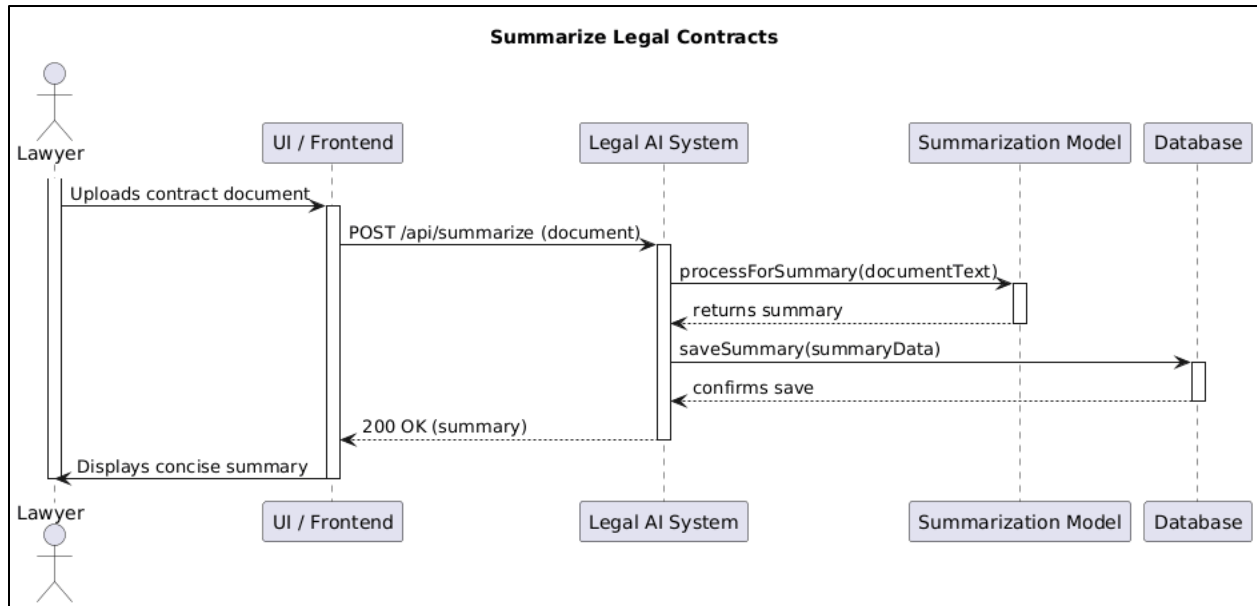 Summarize Legal Contracts
Lawyer
UI / Frontend
Legal AI System
Summarization Model
Database
Uploads contract document
POST /api/summarize (document)
processForSummary(documentText)
returns summary
saveSummary(summaryData)
confirms save
200 OK (summary)
Displays concise summary
Lawyer
UI / Frontend
Legal AI System
Summarization Model
Database